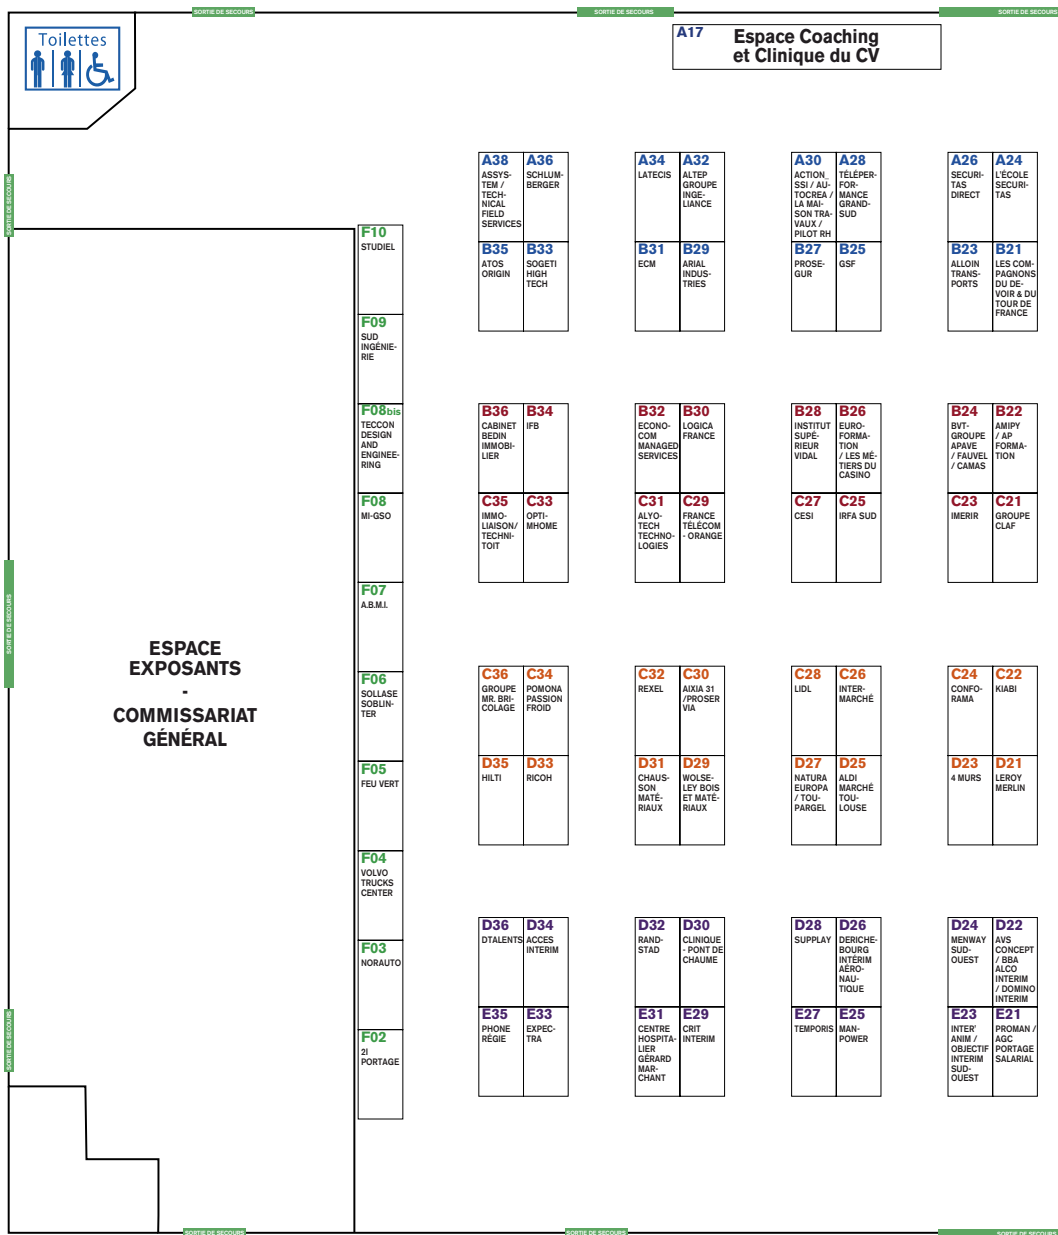 SORTIE DE SECOURS
SORTIE DE SECOURS
SORTIE DE SECOURS
Toilettes
A17
Espace Coaching
et Clinique du CV
SORTIE DE SECOURS
A38
ASSYS-
TEM /
TECH-
NICAL
FIELD
SERVICES
A36
SCHLUM-
BERGER
A34
LATECIS
A32
ALTEP
GROUPE
INGE-
LIANCE
A30
ACTION_
SSI / AU-
TOCREA /
LA MAI-
SON TRA-
VAUX /
PILOT RH
A28
TÉLÉPER-
FOR-
MANCE
GRAND-
SUD
A26
SECURI-
TAS
DIRECT
A24
L'ÉCOLE
SECURI-
TAS
B35
ATOS
ORIGIN
B33
SOGETI
HIGH
TECH
B31
ECM
B29
ARIAL
INDUS-
TRIES
B27
PROSE-
GUR
B25
GSF
B23
ALLOIN
TRANS-
PORTS
B21
LES COM-
PAGNONS
DU DE-
VOIR & DU
TOUR DE
FRANCE
F10
STUDIEL
F09
SUD
INGÉNIE-
RIE
F08bis
TECCON
DESIGN
AND
ENGINEE-
RING
F08
MI-GSO
F07
A.B.M.I.
F06
SOLLASE
SOBLIN-
TER
F05
FEU VERT
F04
VOLVO
TRUCKS
CENTER
F03
NORAUTO
F02
2I
PORTAGE
B36
CABINET
BEDIN
IMMOBI-
LIER
B34
IFB
B32
ECONO-
COM
MANAGED
SERVICES
B30
LOGICA
FRANCE
B28
INSTITUT
SUPÉ-
RIEUR
VIDAL
B26
EURO-
FORMA-
TION
/ LES MÉ-
TIERS DU
CASINO
B24
BVT-
GROUPE
APAVE
/ FAUVEL
/ CAMAS
B22
AMIPY
/ AP
FORMA-
TION
C35
IMMO-
LIAISON/
TECHNI-
TOIT
C33
OPTI-
MHOME
C31
ALYO-
TECH
TECHNO-
LOGIES
C29
FRANCE
TÉLÉCOM
- ORANGE
C27
CESI
C25
IRFA SUD
C23
IMERIR
C21
GROUPE
CLAF
SORTIE DE SECOURS
ESPACE
EXPOSANTS
-
COMMISSARIAT
GÉNÉRAL
C36
GROUPE
MR. BRI-
COLAGE
C34
POMONA
PASSION
FROID
C32
REXEL
C30
AIXIA 31
/PROSER
VIA
C28
LIDL
C26
INTER-
MARCHÉ
C24
CONFO-
RAMA
C22
KIABI
D35
HILTI
D33
RICOH
D31
CHAUS-
SON
MATÉ-
RIAUX
D29
WOLSE-
LEY BOIS
ET MATÉ-
RIAUX
D27
NATURA
EUROPA
/ TOU-
PARGEL
D25
ALDI
MARCHÉ
TOU-
LOUSE
D23
4 MURS
D21
LEROY
MERLIN
D36
DTALENTS
D34
ACCES
INTERIM
D32
RAND-
STAD
D30
CLINIQUE
- PONT DE
CHAUME
D28
SUPPLAY
D26
DERICHE-
BOURG
INTÉRIM
AÉRO-
NAU-
TIQUE
D24
MENWAY
SUD-
OUEST
D22
AVS
CONCEPT
/ BBA
ALCO
INTERIM
/ DOMINO
INTERIM
E35
PHONE
RÉGIE
E33
EXPEC-
TRA
E31
CENTRE
HOSPITA-
LIER
GÉRARD
MAR-
CHANT
E29
CRIT
INTERIM
E27
TEMPORIS
E25
MAN-
POWER
E23
INTER'
ANIM /
OBJECTIF
INTERIM
SUD-
OUEST
E21
PROMAN /
AGC
PORTAGE
SALARIAL
SORTIE DE SECOURS
SORTIE DE SECOURS
SORTIE DE SECOURS
SORTIE DE SECOURS